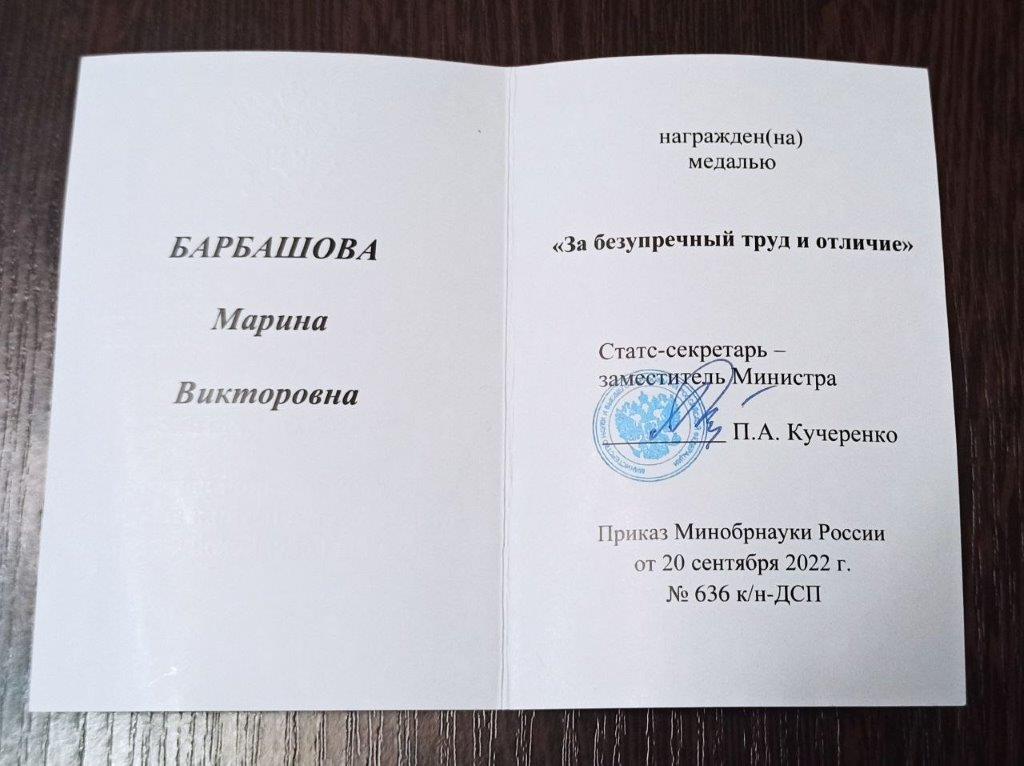 БАРБАШОВА
Марина
Викторовна
награжден(на)
медалью
«За безупречный труд и отличие»
Статс-секретарь –
заместитель Министра
П.А. Кучеренко
Приказ Минобрнауки России
от 20 сентября 2022 г.
№ 636 к/н-ДСП